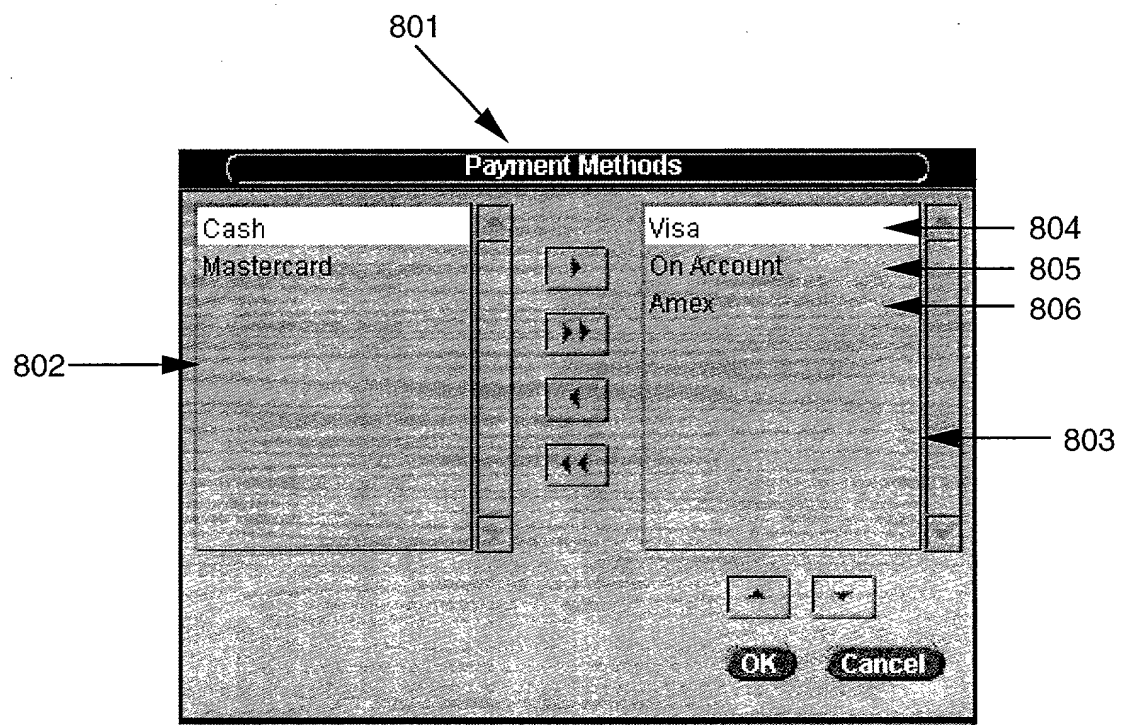 801
Payment Methods
Cash
Mastercard
Visa
On Account
Amex
804
805
806
802
803
OK
Cancel